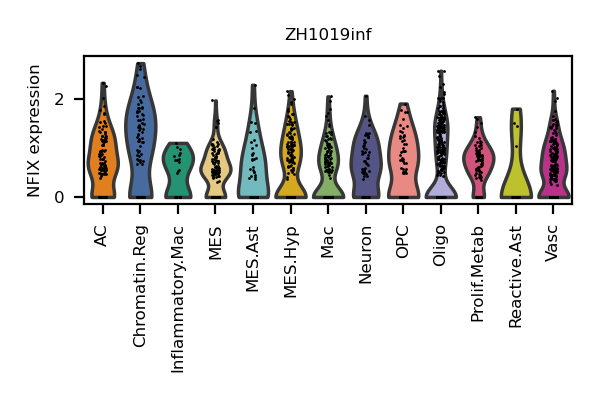 ZH1019inf
NFIX expression
2
0
AC
Chromatin.Reg
Inflammatory.Mac
MES
MES.Ast
MES.Hyp
Mac
Neuron
OPC
Oligo
Prolif.Metab
Reactive.Ast
Vasc